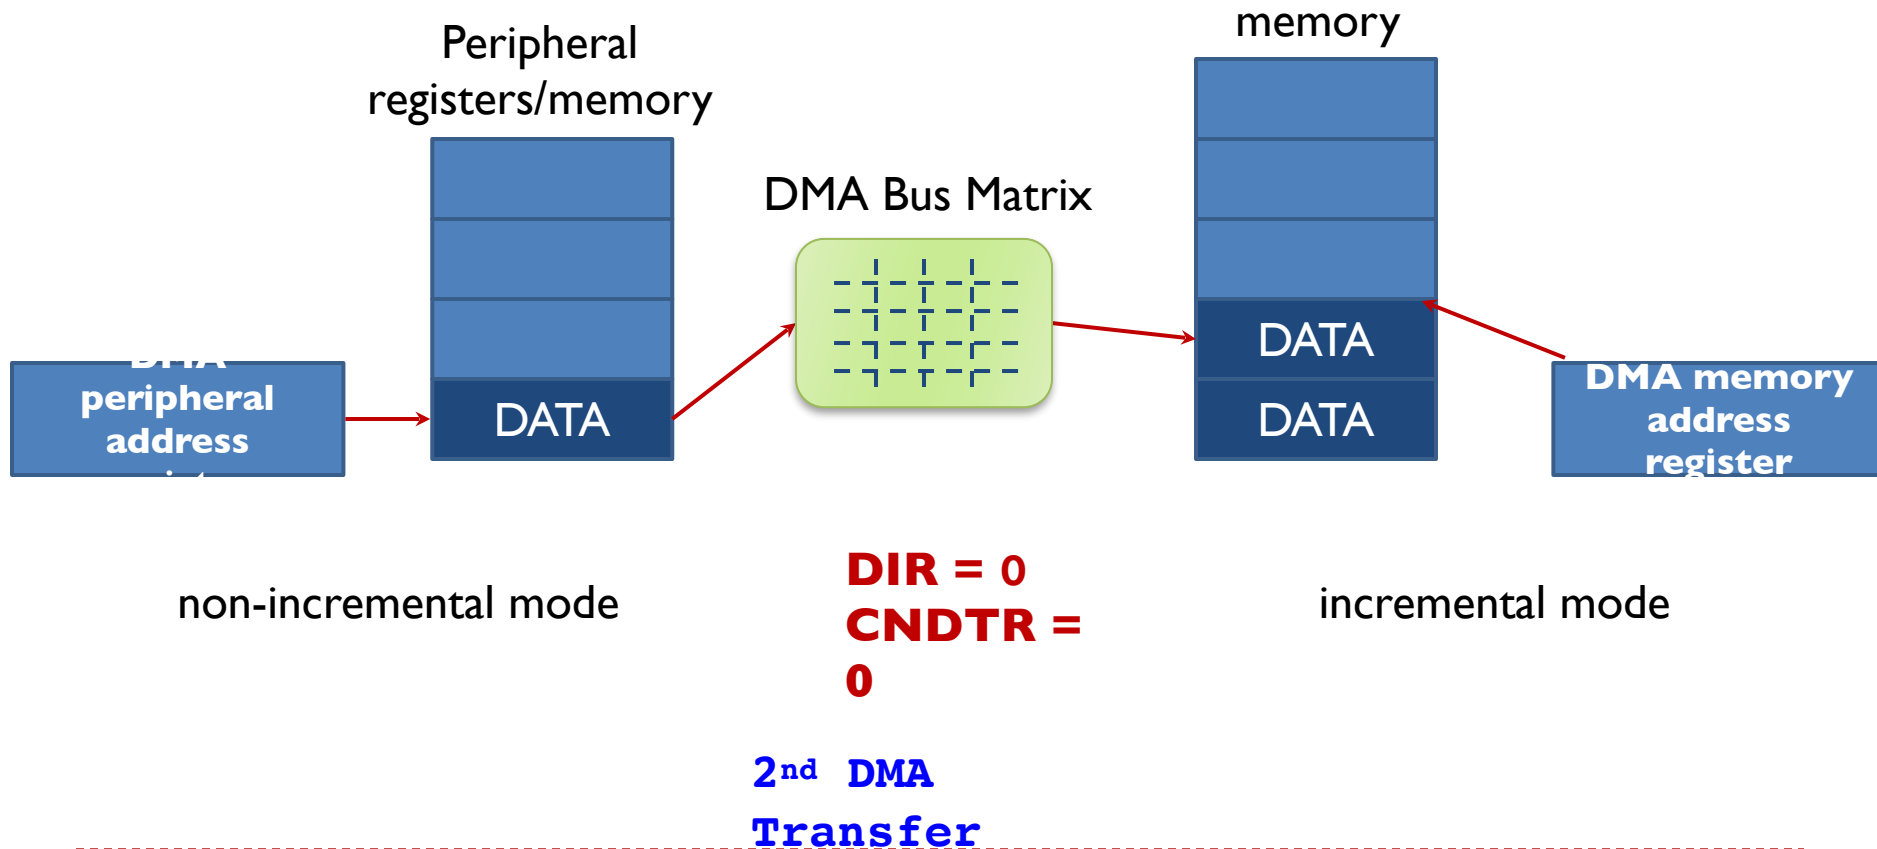 Peripheral
registers/memory
memory
DMA Bus Matrix
DMA
peripheral
address
DATA
DATA
DATA
DMA memory
address
register
non-incremental mode
DIR = 0
CNDTR =
0
incremental mode
2nd DMA
Transfer